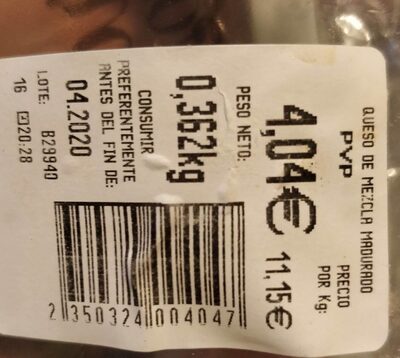 QUESO DE MEZCLA MADURADO
PVP
PRECIO
POR Kg:
4,04€
11,15€
PESO NETO:
0,362kg
CONSUMIR
PREFERENTEMENTE
ANTES DEL FIN DE:
04.2020
LOTE: B29940
16 20:28
2 350324 004047